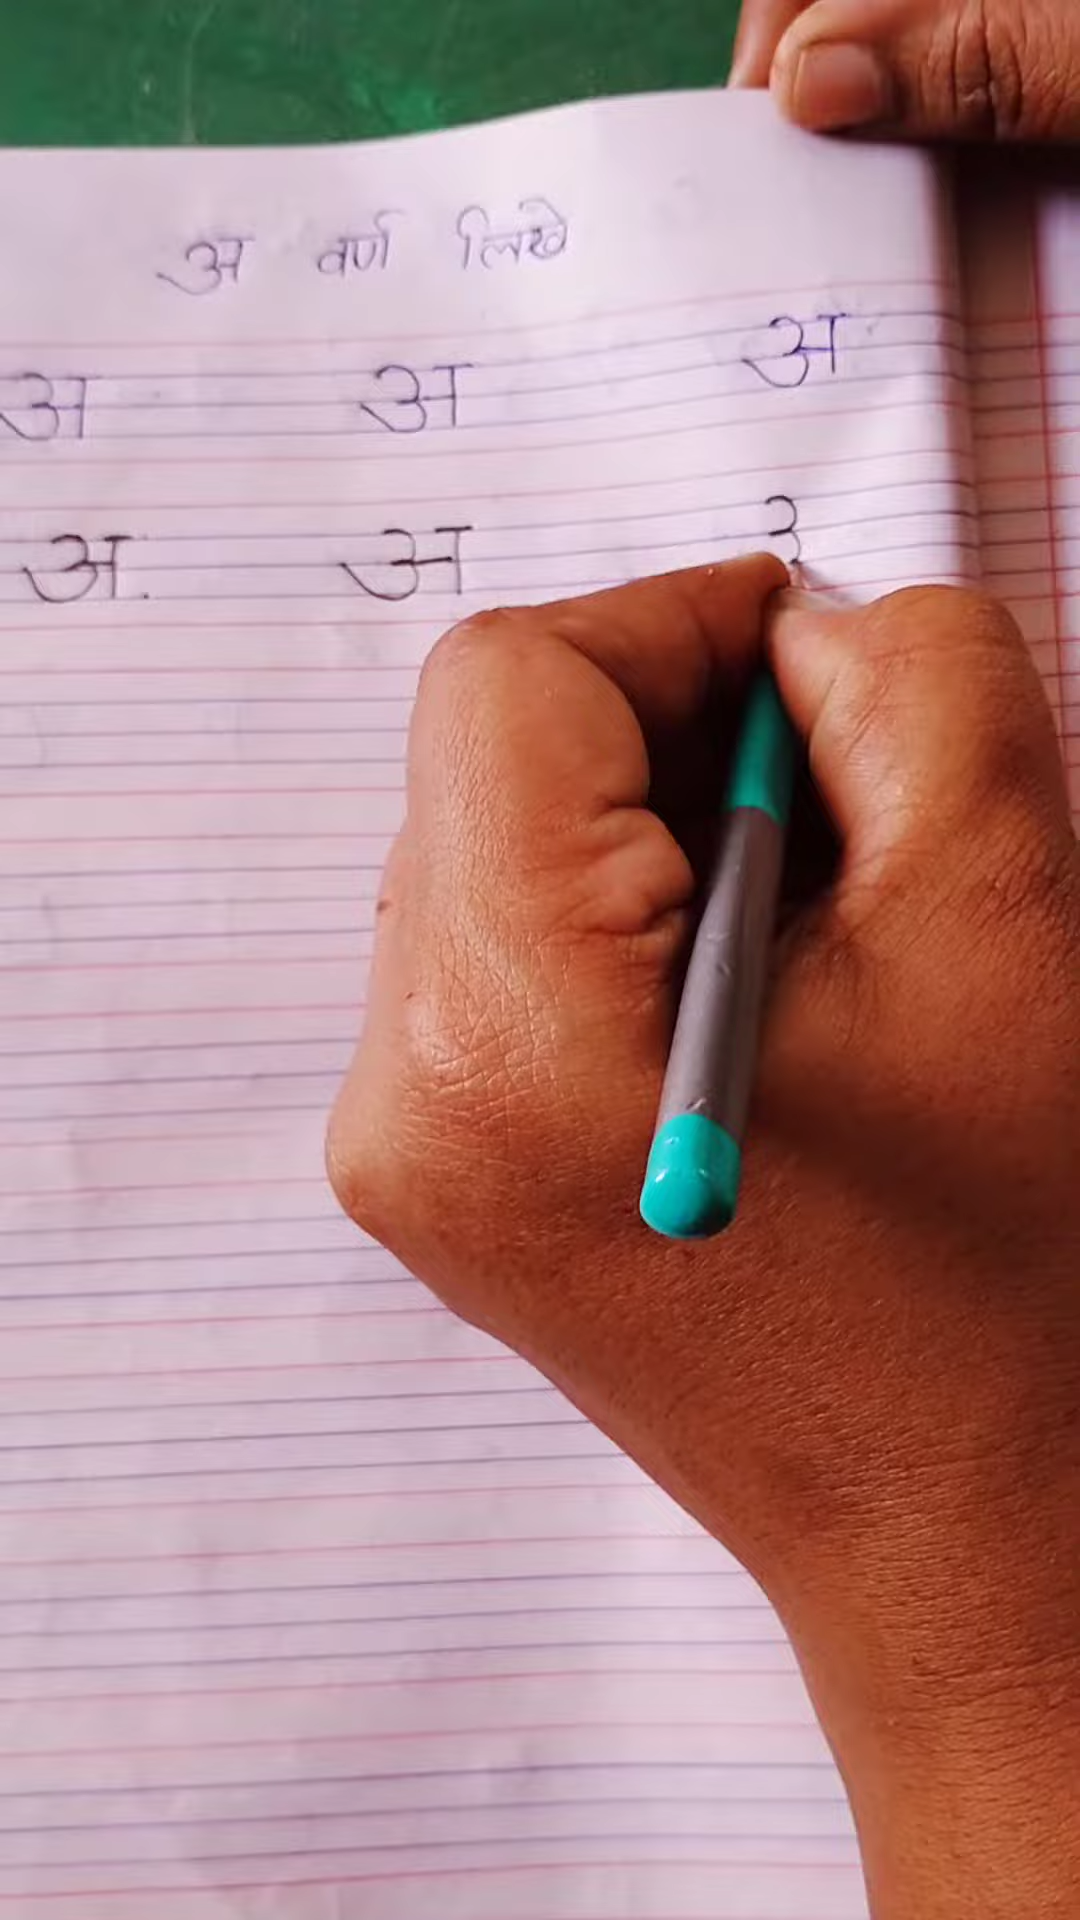 अ वर्ण लिखे
अ अ अ
अ. अ उ